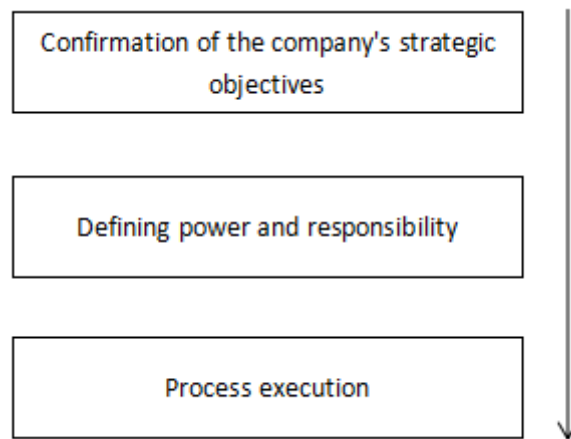 Confirmation of the company's strategic
objectives
Defining power and responsibility
Process execution